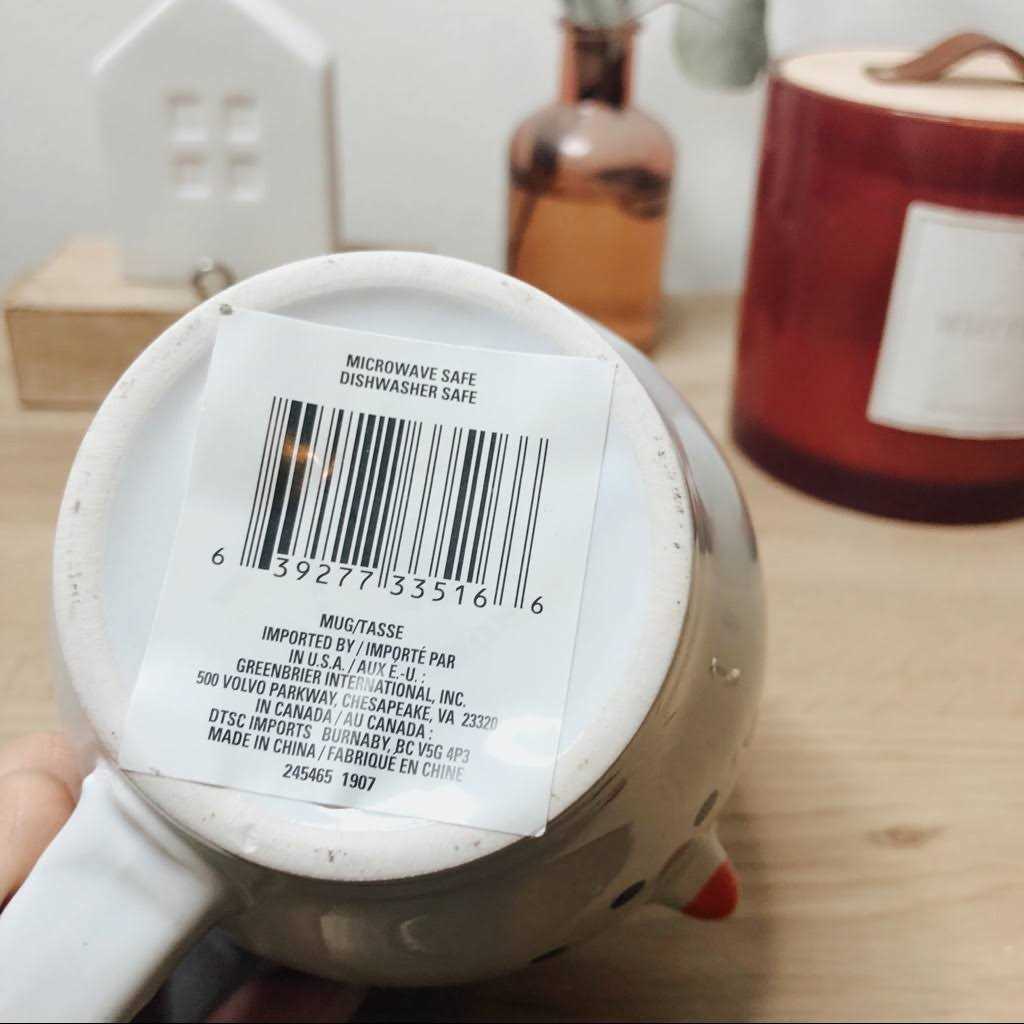 MICROWAVE SAFE
DISHWASHER SAFE
6 39277 33516 6
MUG/TASSE
IMPORTED BY / IMPORTÉ PAR
IN U.S.A. / AUX É.-U. :
GREENBRIER INTERNATIONAL, INC.
500 VOLVO PARKWAY, CHESAPEAKE, VA 23320
IN CANADA / AU CANADA :
DTSC IMPORTS BURNABY, BC V5G 4P3
MADE IN CHINA / FABRIQUÉ EN CHINE
245465 1907